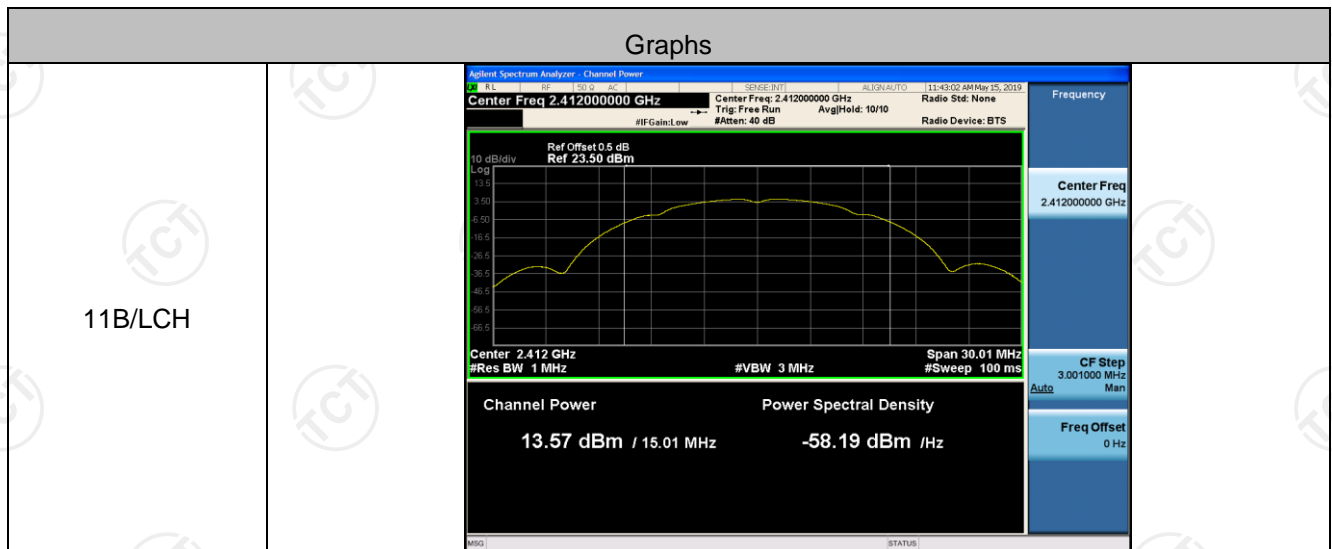 Graphs
11B/LCH
Agilent Spectrum Analyzer - Channel Power
RL RF 50 Ω AC SENSE:INT ALIGNAUTO 11:43:02 AM May 15, 2019
Center Freq 2.412000000 GHz
Center Freq: 2.412000000 GHz
Radio Std: None
Trig: Free Run Avg|Hold: 10/10
#IFGain:Low
#Atten: 40 dB
Radio Device: BTS
Ref Offset 0.5 dB
10 dB/div Ref 23.50 dBm
Log
13.5
3.50
-6.50
-16.5
-26.5
-36.5
-46.5
-56.5
-66.5
Center 2.412 GHz
Span 30.01 MHz
#Res BW 1 MHz
#VBW 3 MHz
#Sweep 100 ms
Channel Power
Power Spectral Density
13.57 dBm / 15.01 MHz
-58.19 dBm /Hz
MSG
STATUS
Frequency
Center Freq
2.412000000 GHz
CF Step
3.001000 MHz
Auto Man
Freq Offset
0 Hz
TCT
TCT
TCT
TCT